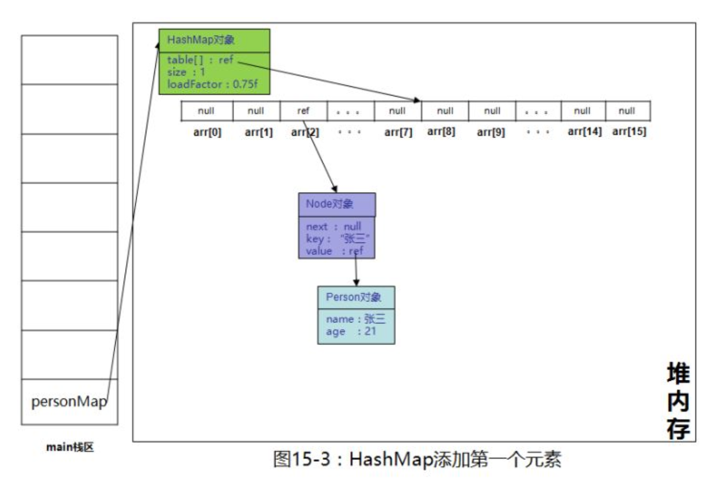 HashMap对象
table[] : ref
size : 1
loadFactor : 0.75f
null null ref 。。。 null null null 。。。 null null
arr[0] arr[1] arr[2] ··· arr[7] arr[8] arr[9] ··· arr[14] arr[15]
Node对象
next : null
key : “张三”
value : ref
Person对象
name : 张三
age : 21
personMap
堆
内
存
main栈区
图15-3：HashMap添加第一个元素